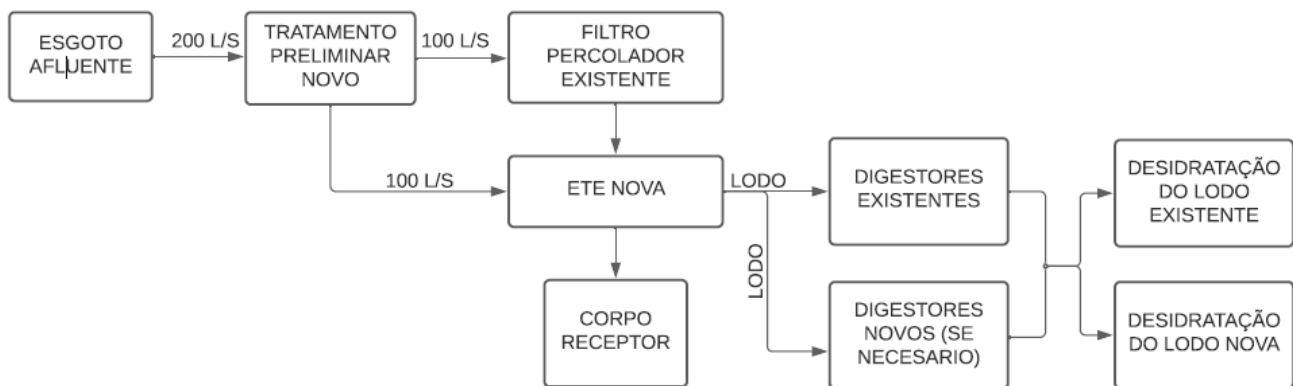 ESGOTO
AFLUENTE
200 L/S
TRATAMENTO
PRELIMINAR
NOVO
100 L/S
FILTRO
PERCOLADOR
EXISTENTE
100 L/S
ETE NOVA
LODO
LODO
DIGESTORES
EXISTENTES
DESIDRATAÇÃO
DO LODO
EXISTENTE
CORPO
RECEPTOR
DIGESTORES
NOVOS (SE
NECESARIO)
DESIDRATAÇÃO
DO LODO NOVA